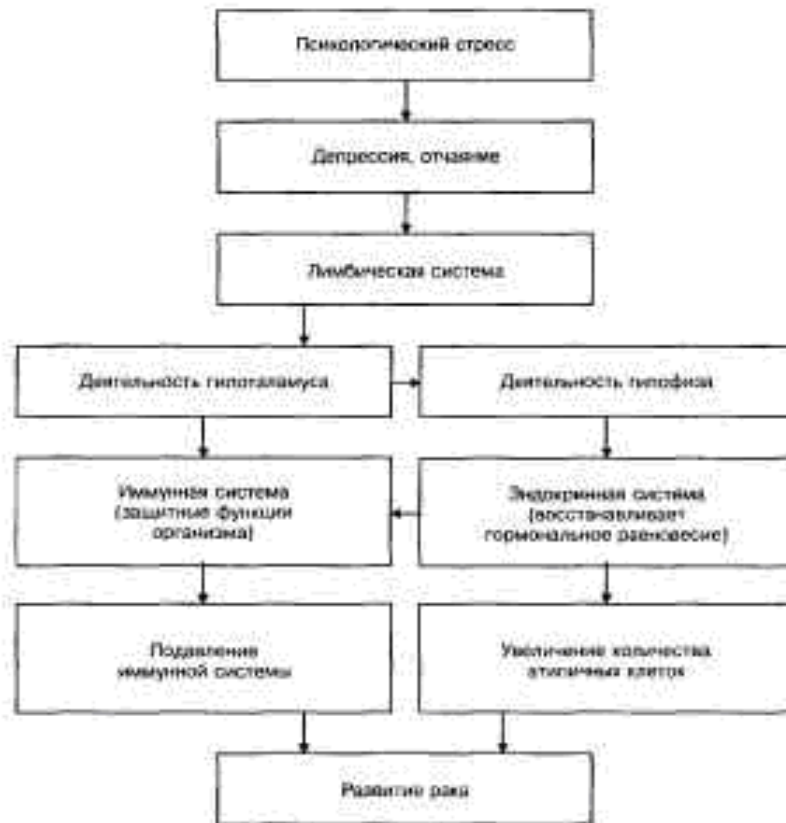 Психологический стресс
Депрессия, отчаяние
Лимбическая система
Деятельность гипоталамуса
Деятельность гипофиза
Иммунная система
(защитные функции
организма)
Эндокринная система
(восстанавливает
гормональное равновесие)
Подавление
иммунной системы
Увеличение количества
атипичных клеток
Развитие рака